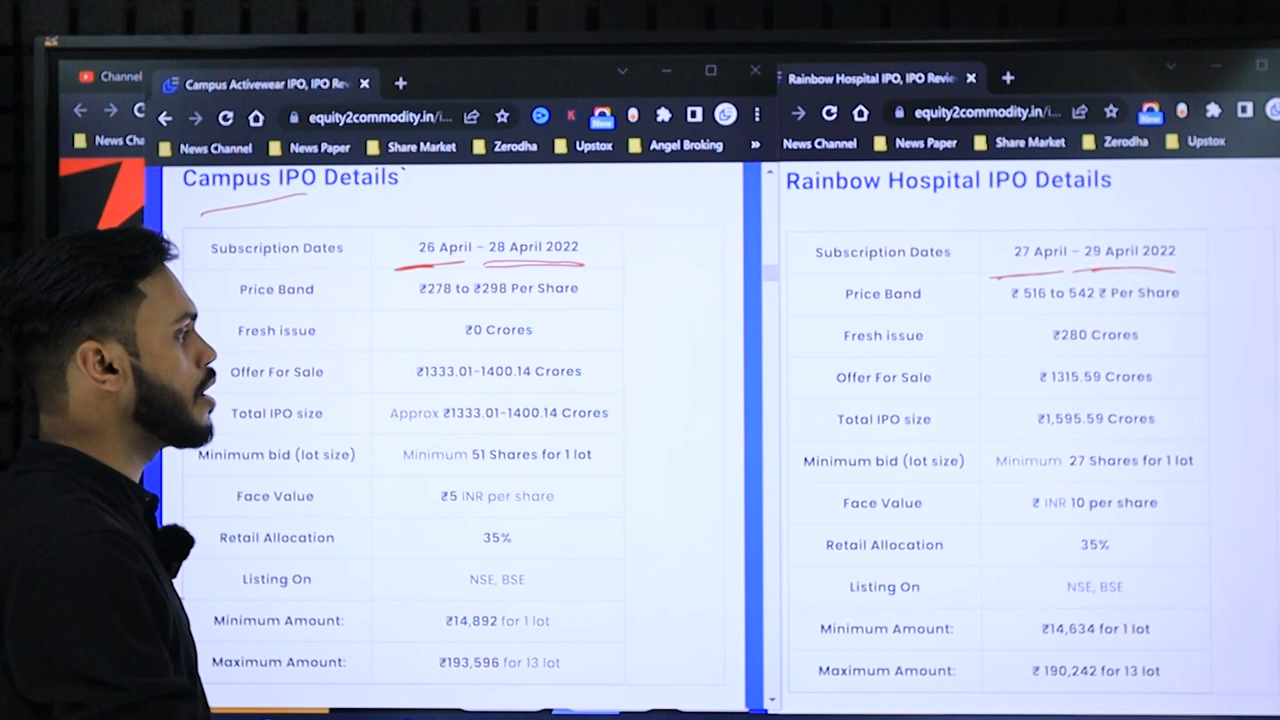 Channel
Campus Activewear IPO, IPO Rev
equity2commodity.in/i...
New
News Cha
News Channel
News Paper
Share Market
Zerodha
Upstox
Angel Broking
»
Campus IPO Details`
Subscription Dates 26 April – 28 April 2022
Price Band ₹278 to ₹298 Per Share
Fresh issue ₹0 Crores
Offer For Sale ₹1333.01-1400.14 Crores
Total IPO size Approx ₹1333.01-1400.14 Crores
Minimum bid (lot size) Minimum 51 Shares for 1 lot
Face Value ₹5 INR per share
Retail Allocation 35%
Listing On NSE, BSE
Minimum Amount: ₹14,892 for 1 lot
Maximum Amount: ₹193,596 for 13 lot
Rainbow Hospital IPO, IPO Revie
equity2commodity.in/i...
New
News Channel
News Paper
Share Market
Zerodha
Upstox
Rainbow Hospital IPO Details
Subscription Dates 27 April – 29 April 2022
Price Band ₹ 516 to 542 ₹ Per Share
Fresh issue ₹280 Crores
Offer For Sale ₹ 1315.59 Crores
Total IPO size ₹1,595.59 Crores
Minimum bid (lot size) Minimum 27 Shares for 1 lot
Face Value ₹ INR 10 per share
Retail Allocation 35%
Listing On NSE, BSE
Minimum Amount: ₹14,634 for 1 lot
Maximum Amount: ₹ 190,242 for 13 lot